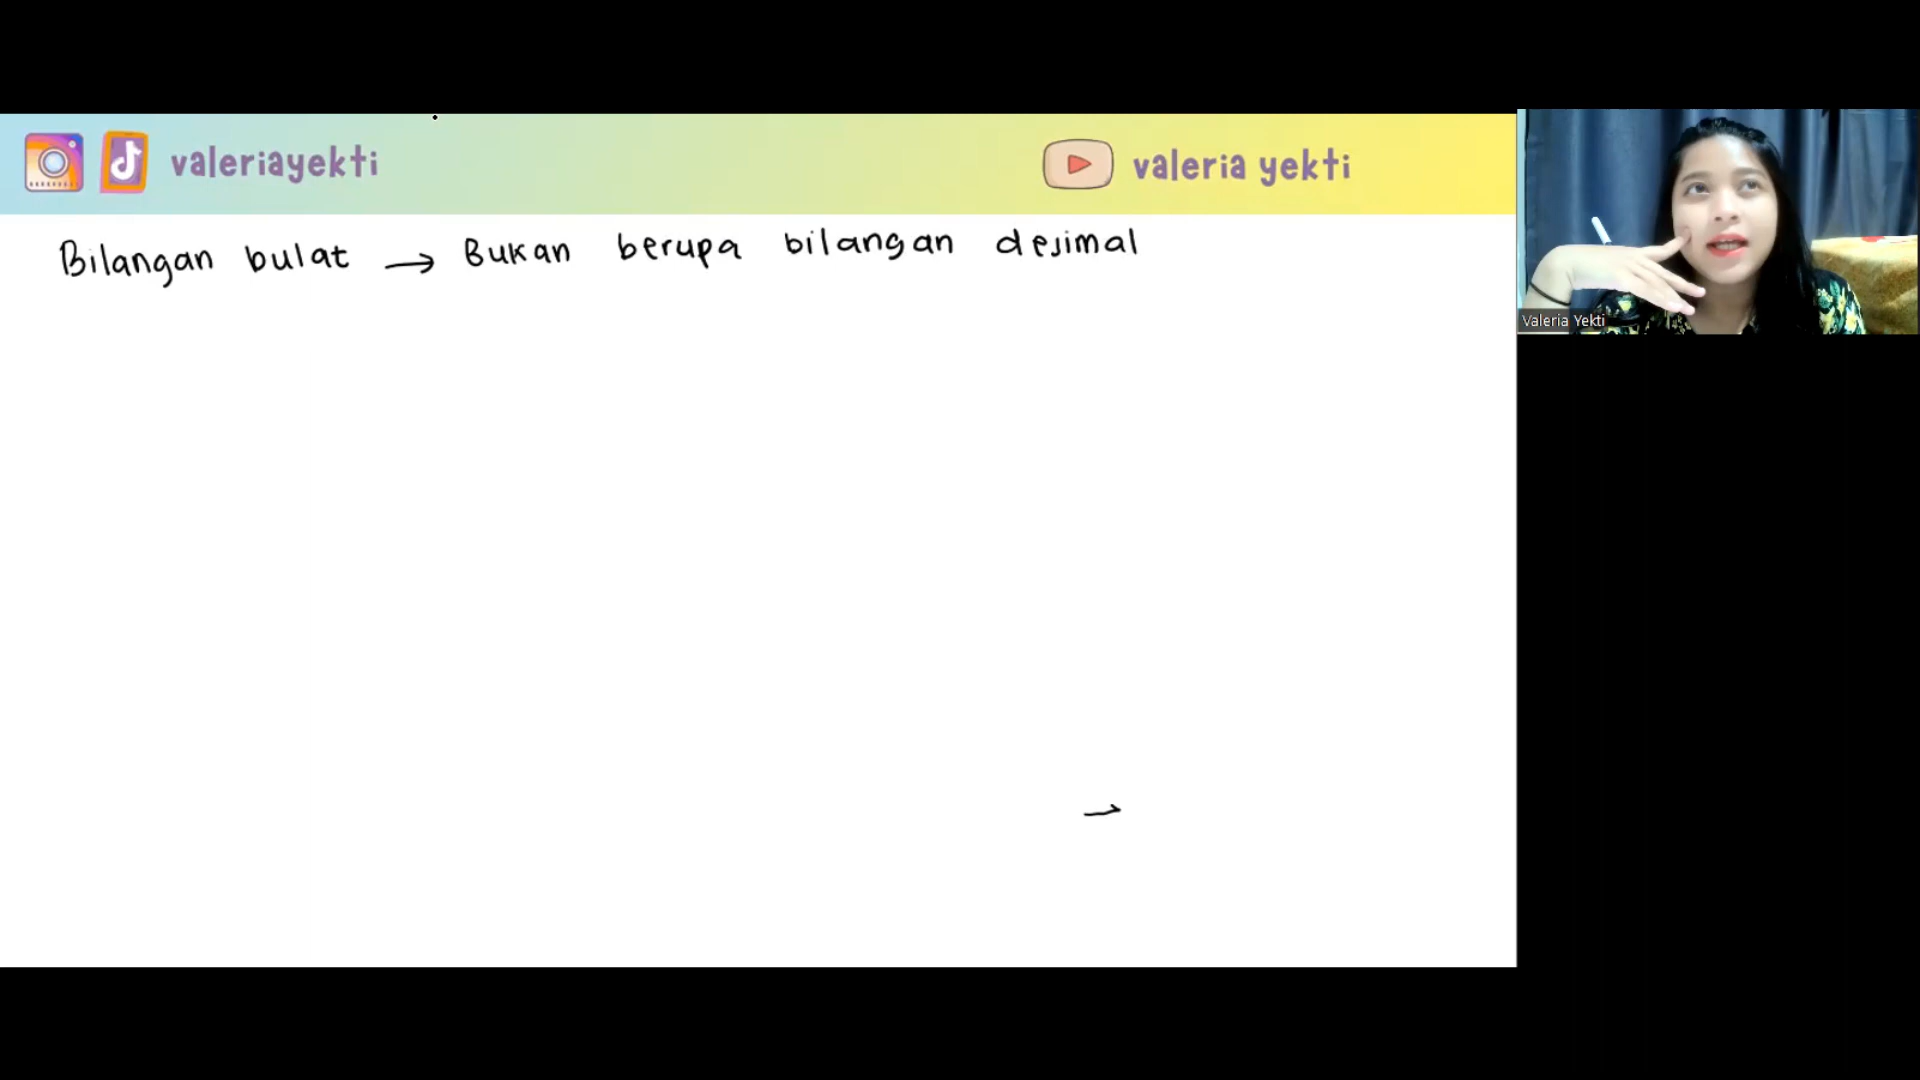 valeriayekti
valeria yekti
Bilangan bulat → Bukan berupa bilangan desimal
→
Valeria Yekti